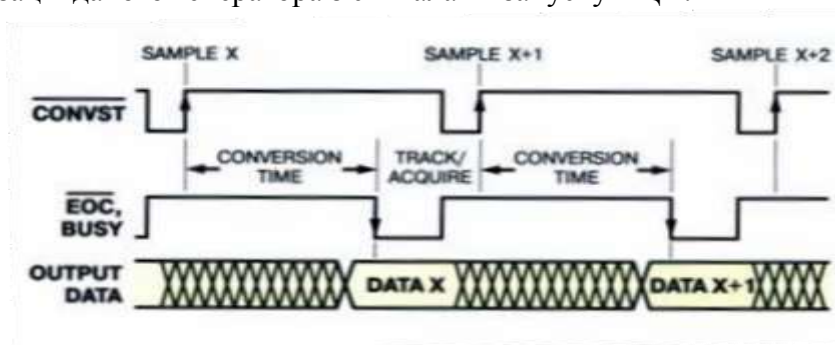 SAMPLE X SAMPLE X+1 SAMPLE X+2
CONVST
CONVERSION TIME TRACK/ ACQUIRE CONVERSION TIME
EOC, BUSY
OUTPUT DATA DATA X DATA X+1